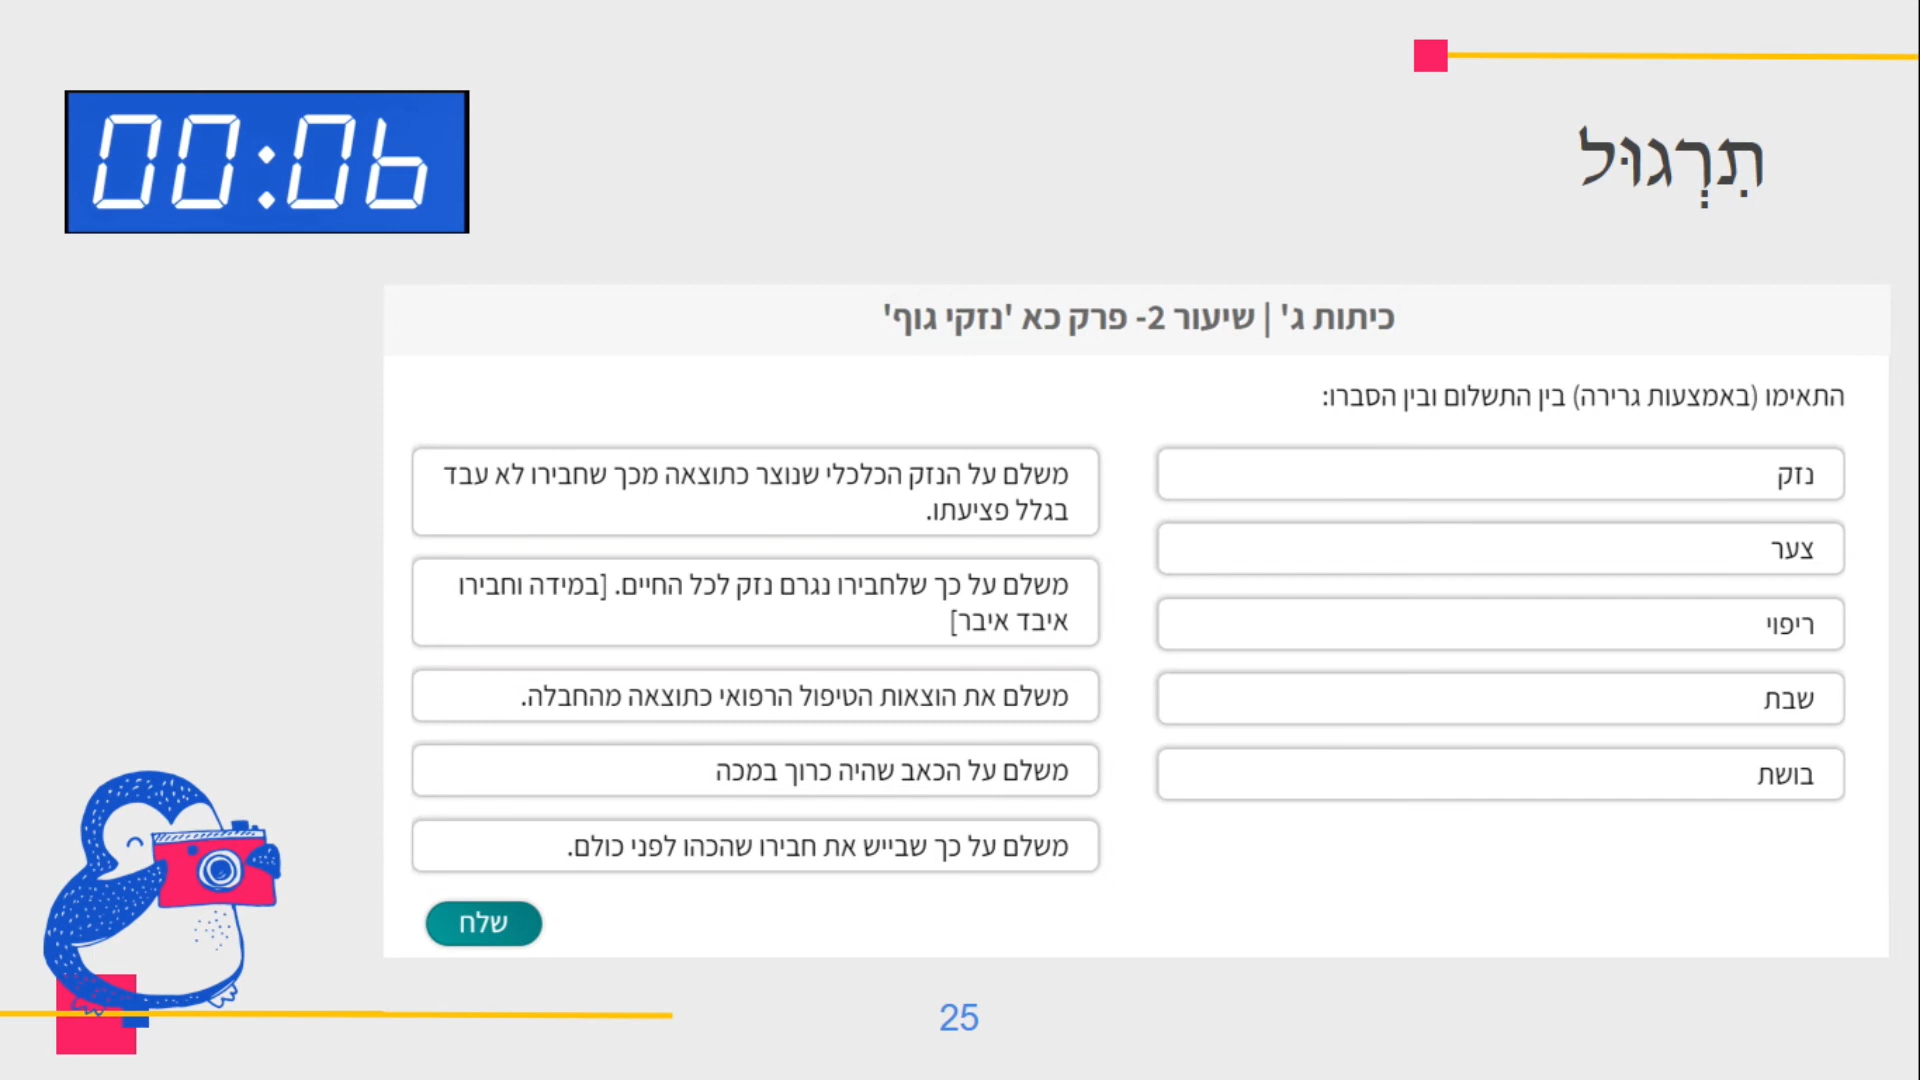 00:06
תִרְגוּל
כיתות ג' | שיעור 2- פרק כא 'נזקי גוף'
התאימו (באמצעות גרירה) בין התשלום ובין הסברו:
נזק
צער
ריפוי
שבת
בושת
משלם על הנזק הכלכלי שנוצר כתוצאה מכך שחבירו לא עבד
בגלל פציעתו.
משלם על כך שלחבירו נגרם נזק לכל החיים. [במידה וחבירו
איבד איבר]
משלם את הוצאות הטיפול הרפואי כתוצאה מהחבלה.
משלם על הכאב שהיה כרוך במכה
משלם על כך שבייש את חבירו שהכהו לפני כולם.
שלח
25